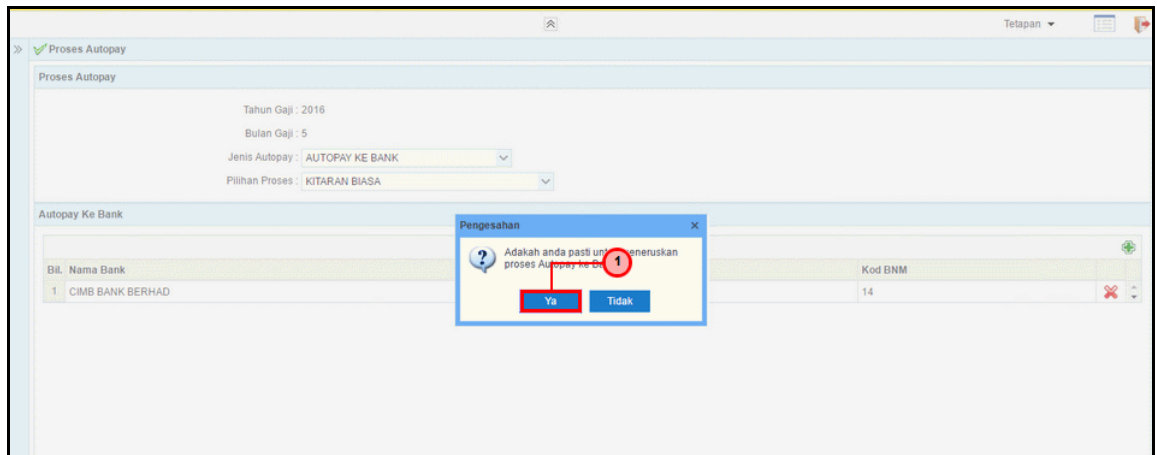 Tetapan
Proses Autopay
Proses Autopay
Tahun Gaji : 2016
Bulan Gaji : 5
Jenis Autopay : AUTOPAY KE BANK
Pilihan Proses : KITARAN BIASA
Autopay Ke Bank
Pengesahan x
Adakah anda pasti
proses Autopay ke
1
Ya Tidak
Bil. Nama Bank Kod BNM
1 CIMB BANK BERHAD 14